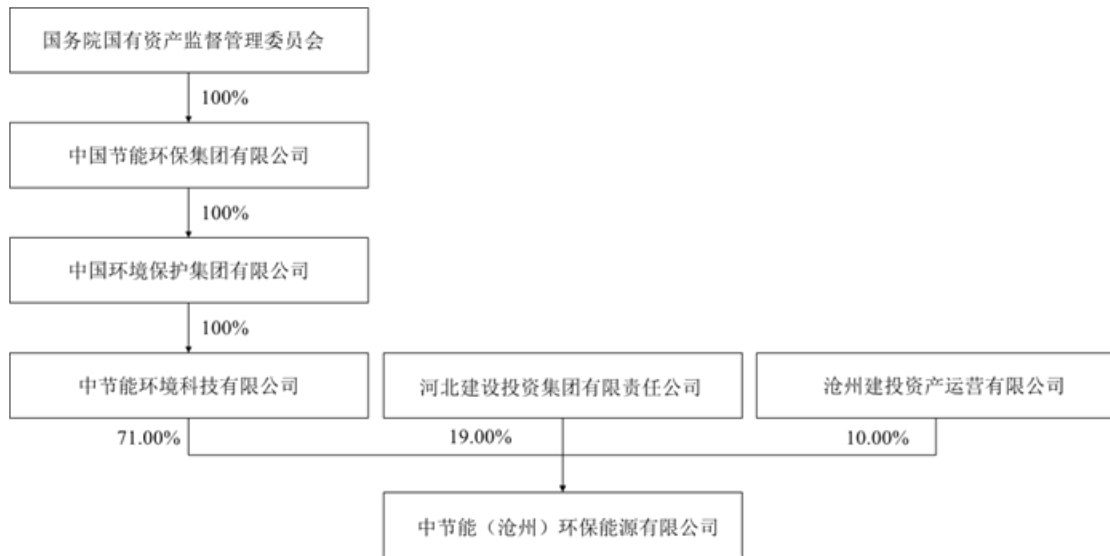 国务院国有资产监督管理委员会
100%
中国节能环保集团有限公司
100%
中国环境保护集团有限公司
100%
中节能环境科技有限公司
河北建设投资集团有限责任公司
沧州建投资产运营有限公司
71.00%
19.00%
10.00%
中节能（沧州）环保能源有限公司